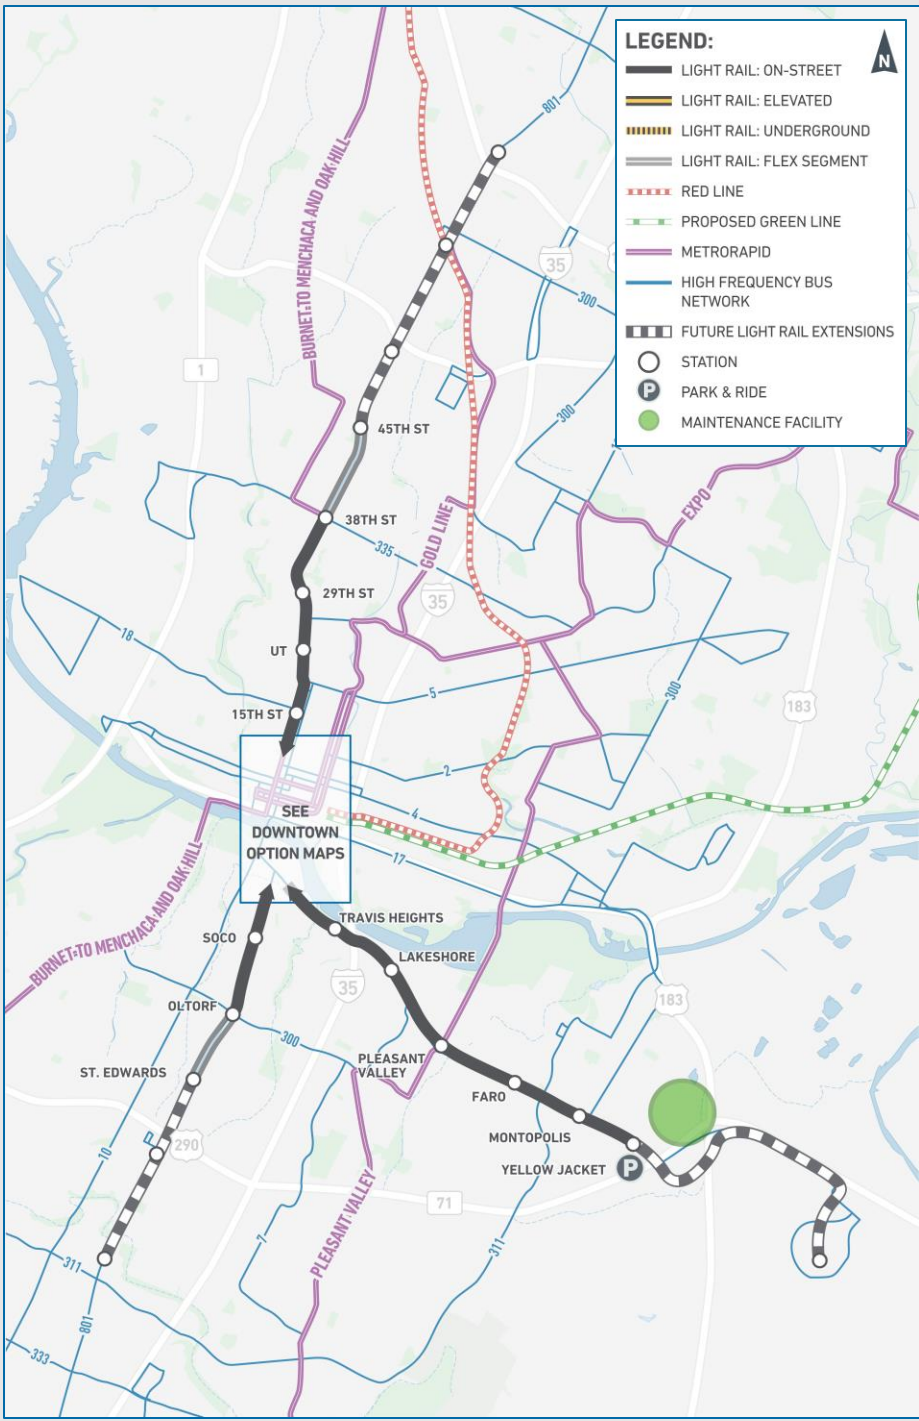 LEGEND:
N
LIGHT RAIL: ON-STREET
LIGHT RAIL: ELEVATED
LIGHT RAIL: UNDERGROUND
LIGHT RAIL: FLEX SEGMENT
RED LINE
PROPOSED GREEN LINE
METRORAPID
HIGH FREQUENCY BUS
NETWORK
FUTURE LIGHT RAIL EXTENSIONS
STATION
P
PARK & RIDE
MAINTENANCE FACILITY
801
BURNET TO MENCHACA AND OAK HILL
35
300
1
300
45TH ST
EXPO
38TH ST
335
GOLD LINE
29TH ST
35
18
UT
5
300
183
15TH ST
2
SEE
DOWNTOWN
OPTION MAPS
4
17
BURNET TO MENCHACA AND OAK HILL
TRAVIS HEIGHTS
SOCO
LAKESHORE
35
183
OLTORF
300
PLEASANT
VALLEY
ST. EDWARDS
FARO
MONTOPOLIS
290
10
YELLOW JACKET
P
71
PLEASANT VALLEY
7
311
311
801
333